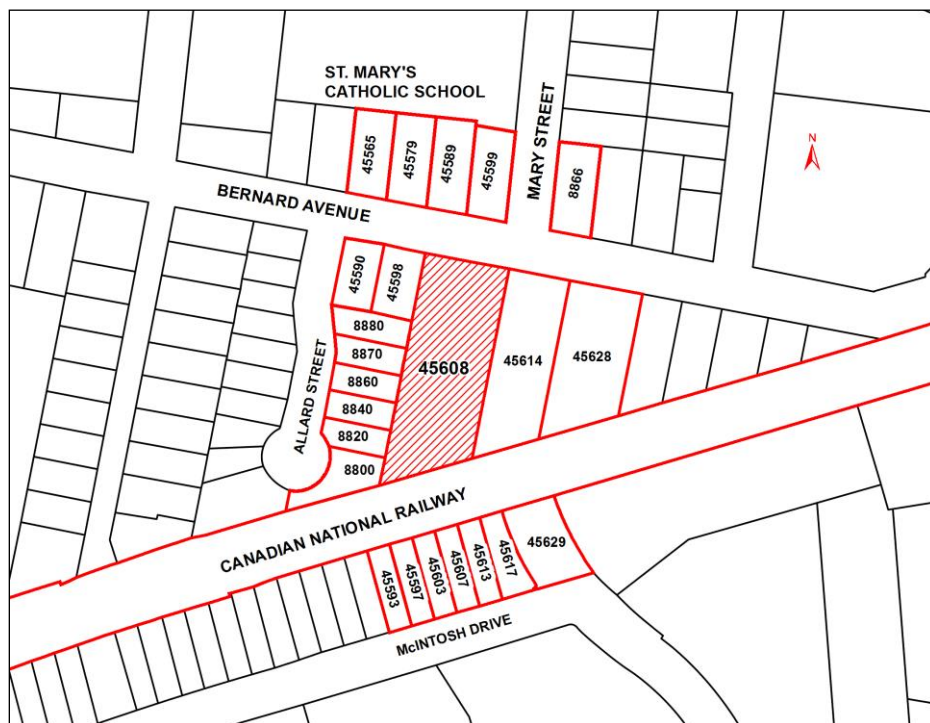 ST. MARY'S
CATHOLIC SCHOOL
MARY STREET
N
45565
45579
45589
45599
8866
BERNARD AVENUE
45590
45598
8880
8870
8860
8840
8820
8800
ALLARD STREET
45608
45614
45628
CANADIAN NATIONAL RAILWAY
45593
45597
45603
45607
45613
45617
45629
McINTOSH DRIVE